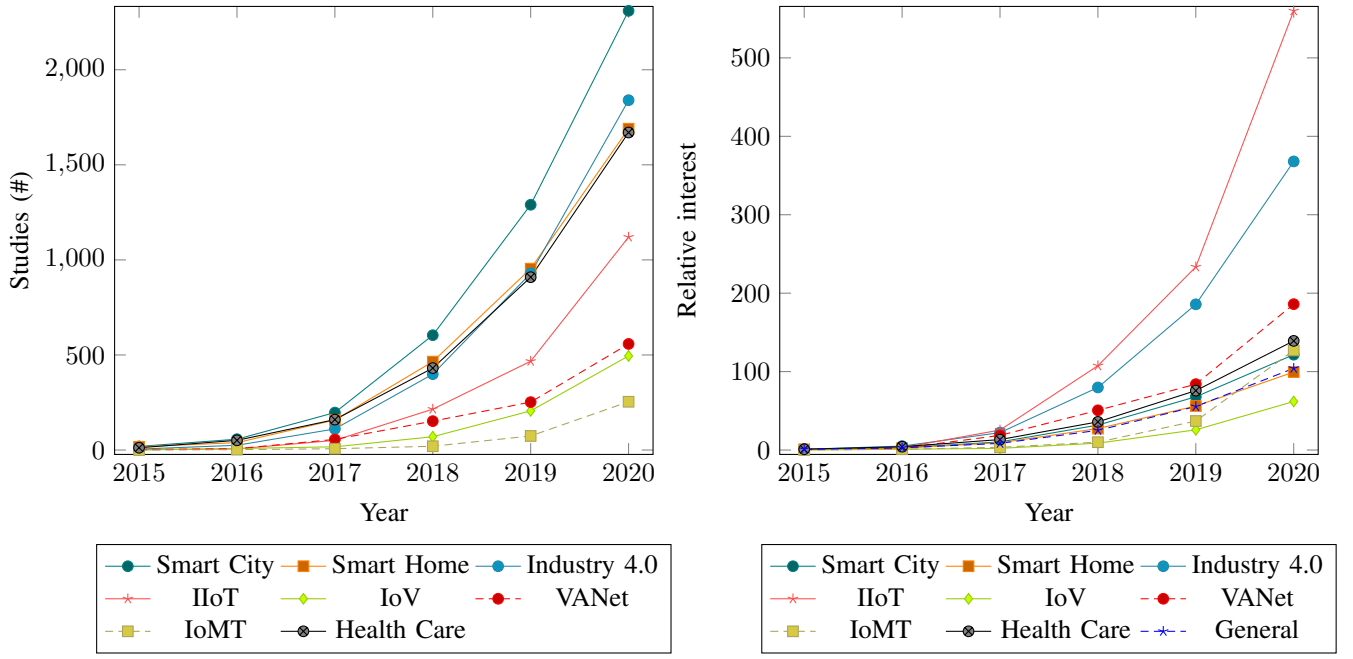 2,000
1,500
1,000
500
0
Studies (#)
2015 2016 2017 2018 2019 2020
Year
Smart City Smart Home Industry 4.0
IIoT IoV VANet
IoMT Health Care
500
400
300
200
100
0
Relative interest
2015 2016 2017 2018 2019 2020
Year
Smart City Smart Home Industry 4.0
IIoT IoV VANet
IoMT Health Care General